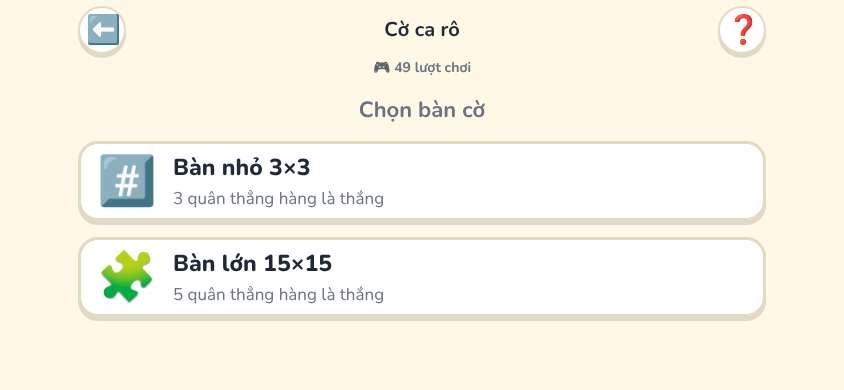 Cờ ca rô
49 lượt chơi
Chọn bàn cờ
Bàn nhỏ 3×3
3 quân thẳng hàng là thắng
Bàn lớn 15×15
5 quân thẳng hàng là thắng